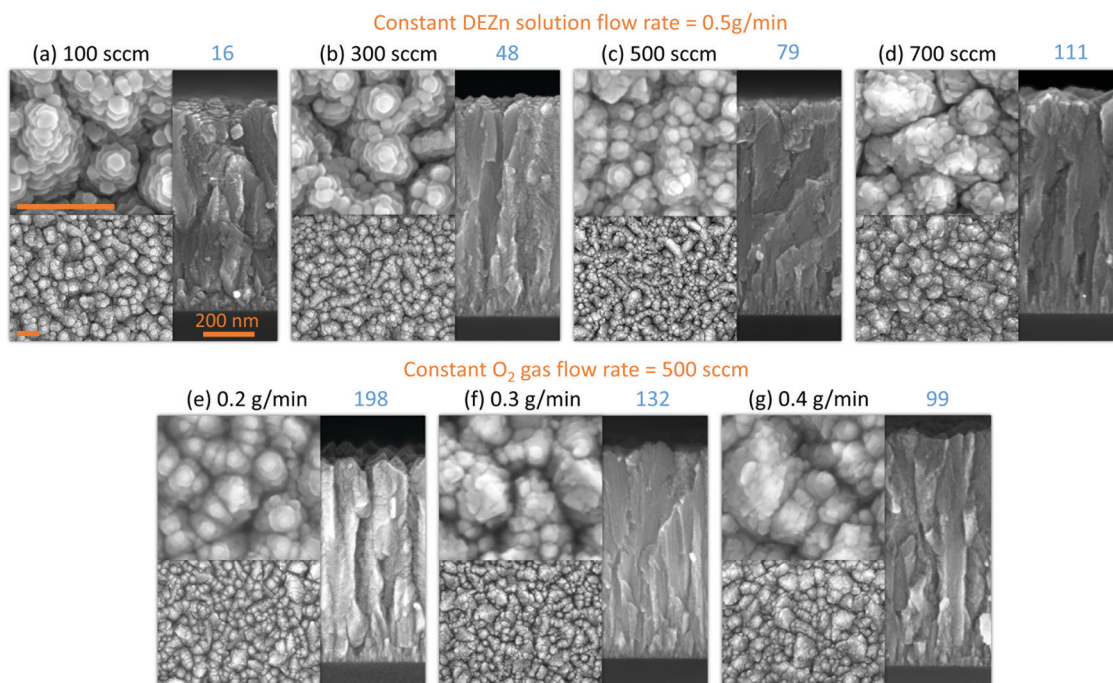 Constant DEZn solution flow rate = 0.5g/min
(a) 100 sccm 16 (b) 300 sccm 48 (c) 500 sccm 79 (d) 700 sccm 111
200 nm
Constant O₂ gas flow rate = 500 sccm
(e) 0.2 g/min 198 (f) 0.3 g/min 132 (g) 0.4 g/min 99